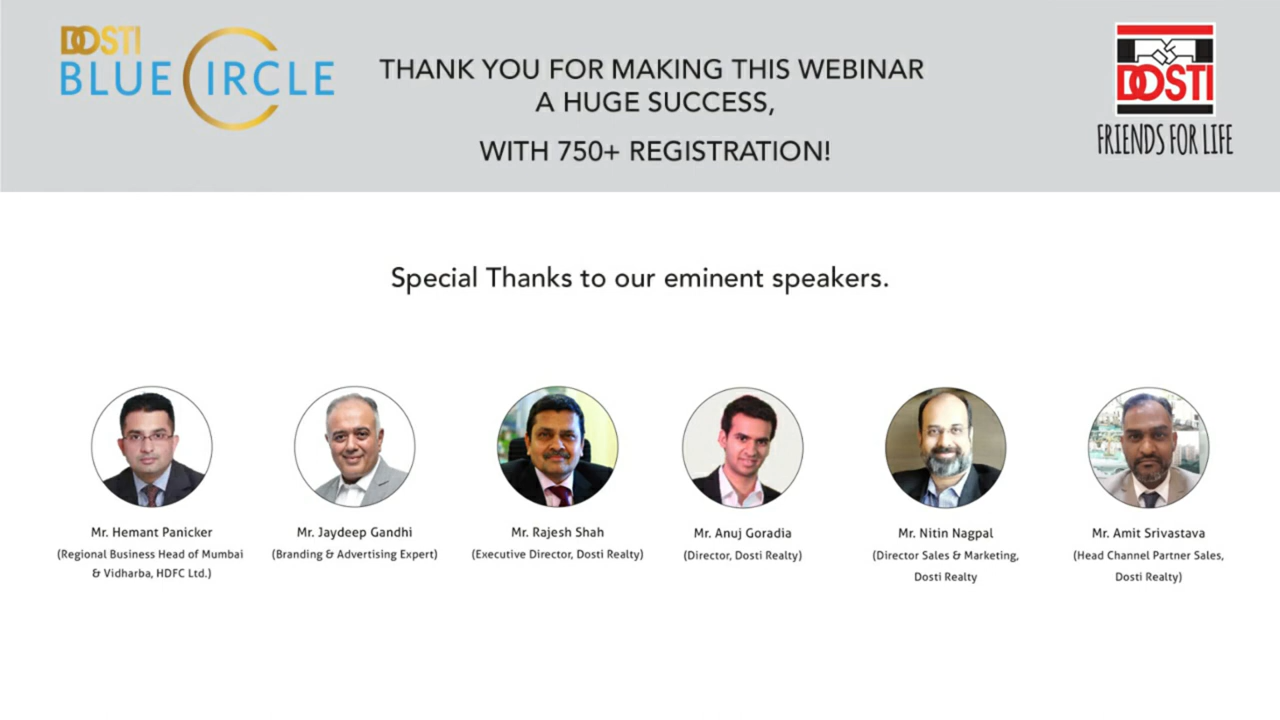 DOSTI
BLUE CIRCLE
THANK YOU FOR MAKING THIS WEBINAR
A HUGE SUCCESS,
WITH 750+ REGISTRATION!
DOSTI
FRIENDS FOR LIFE
Special Thanks to our eminent speakers.
Mr. Hemant Panicker
(Regional Business Head of Mumbai
& Vidharba, HDFC Ltd.)
Mr. Jaydeep Gandhi
(Branding & Advertising Expert)
Mr. Rajesh Shah
(Executive Director, Dosti Realty)
Mr. Anuj Goradia
(Director, Dosti Realty)
Mr. Nitin Nagpal
(Director Sales & Marketing,
Dosti Realty
Mr. Amit Srivastava
(Head Channel Partner Sales,
Dosti Realty)